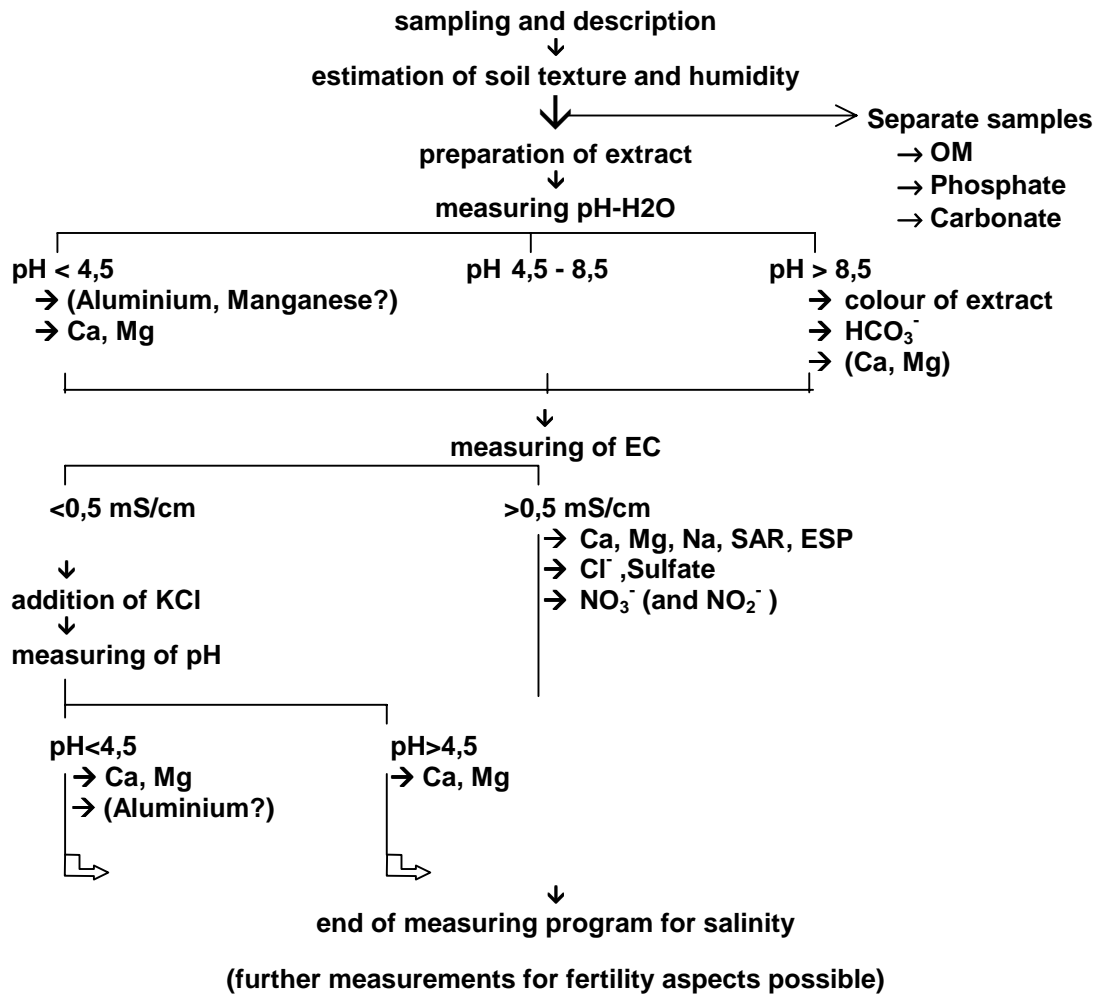 sampling and description
↓
estimation of soil texture and humidity
↓
→ Separate samples
→ OM
→ Phosphate
→ Carbonate
preparation of extract
↓
measuring pH-H2O
pH < 4,5
→ (Aluminium, Manganese?)
→ Ca, Mg
pH 4,5 - 8,5
pH > 8,5
→ colour of extract
→ HCO₃⁻
→ (Ca, Mg)
↓
measuring of EC
<0,5 mS/cm
↓
addition of KCl
↓
measuring of pH
>0,5 mS/cm
→ Ca, Mg, Na, SAR, ESP
→ Cl⁻ ,Sulfate
→ NO₃⁻ (and NO₂⁻ )
pH<4,5
→ Ca, Mg
→ (Aluminium?)
pH>4,5
→ Ca, Mg
↓
end of measuring program for salinity
(further measurements for fertility aspects possible)